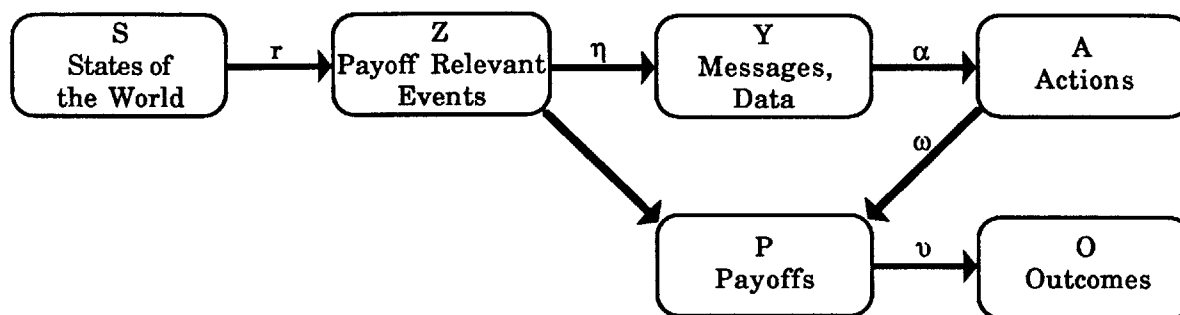 S
States of
the World
r
Z
Payoff Relevant
Events
η
Y
Messages,
Data
α
A
Actions
ω
P
Payoffs
υ
O
Outcomes